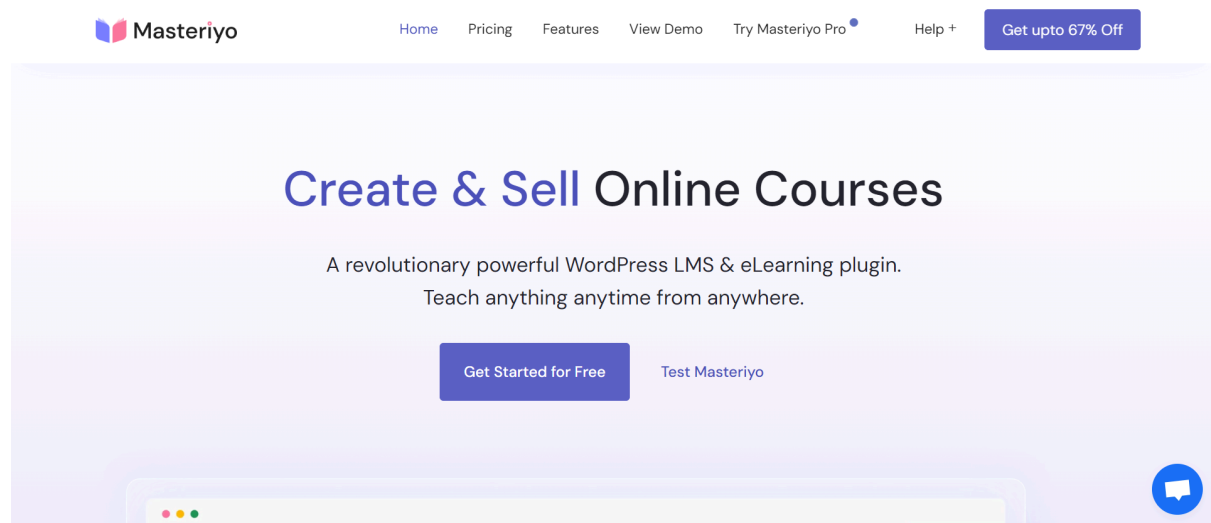 Masteriyo
Home Pricing Features View Demo Try Masteriyo Pro Help + Get upto 67% Off
Create & Sell Online Courses
A revolutionary powerful WordPress LMS & eLearning plugin.
Teach anything anytime from anywhere.
Get Started for Free Test Masteriyo